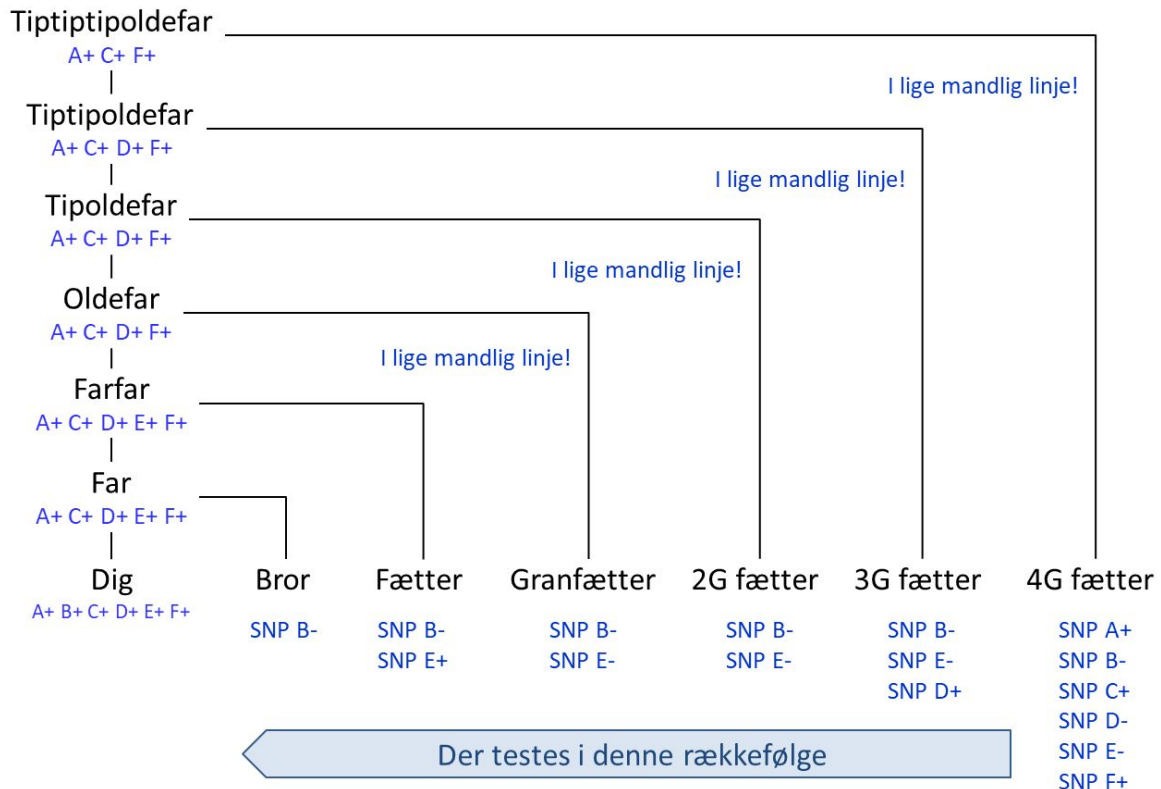 Tiptiptipoldefar
A+ C+ F+
I lige mandlig linje!
Tiptipoldefar
A+ C+ D+ F+
I lige mandlig linje!
Tipoldefar
A+ C+ D+ F+
I lige mandlig linje!
Oldefar
A+ C+ D+ F+
I lige mandlig linje!
Farfar
A+ C+ D+ E+ F+
Far
A+ C+ D+ E+ F+
Dig Bror Fætter Granfætter 2G fætter 3G fætter 4G fætter
A+ B+ C+ D+ E+ F+
SNP B- SNP B- SNP B- SNP B- SNP B- SNP A+
SNP E+ SNP E- SNP E- SNP E- SNP B-
SNP D+ SNP C+
SNP D-
Der testes i denne rækkefølge
SNP E-
SNP F+